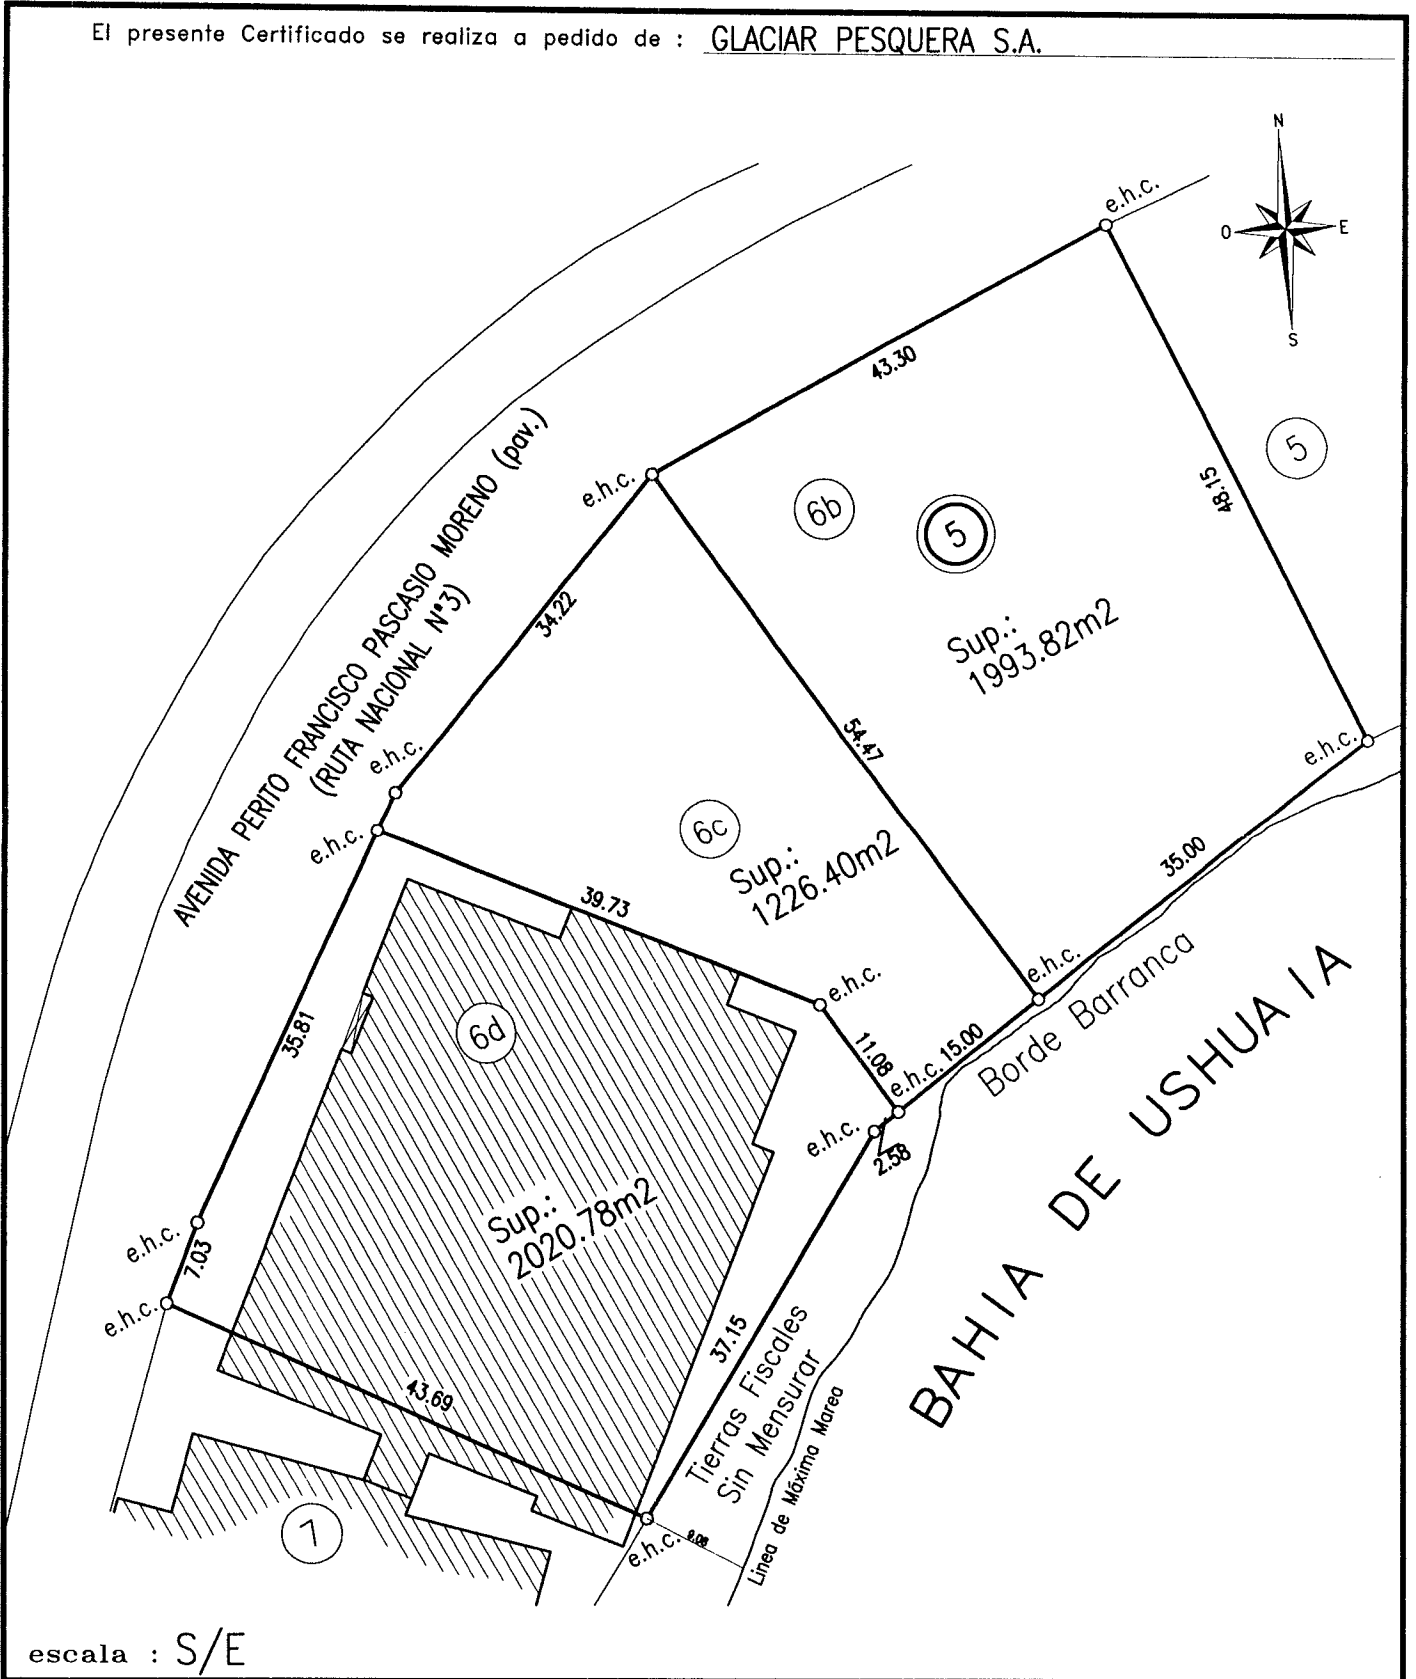 El presente Certificado se realiza a pedido de : GLACIAR PESQUERA S.A.
N
O
E
S
e.h.c.
43.30
5
48.15
e.h.c.
6b
5
AVENIDA PERITO FRANCISCO PASCASIO MORENO (pav.)
(RUTA NACIONAL N°3)
34.22
Sup.:
1993.82m2
54.47
e.h.c.
e.h.c.
e.h.c.
6c
Sup.:
1226.40m2
35.00
39.73
e.h.c.
e.h.c.
Borde Barranca
BAHIA DE USHUAIA
35.81
6d
11.08
15.00
e.h.c.
e.h.c.
2.58
Sup.:
2020.78m2
e.h.c.
7.03
e.h.c.
37.15
Tierras Fiscales
Sin Mensurar
Linea de Máxima Marea
43.69
7
e.h.c.
escala : S/E